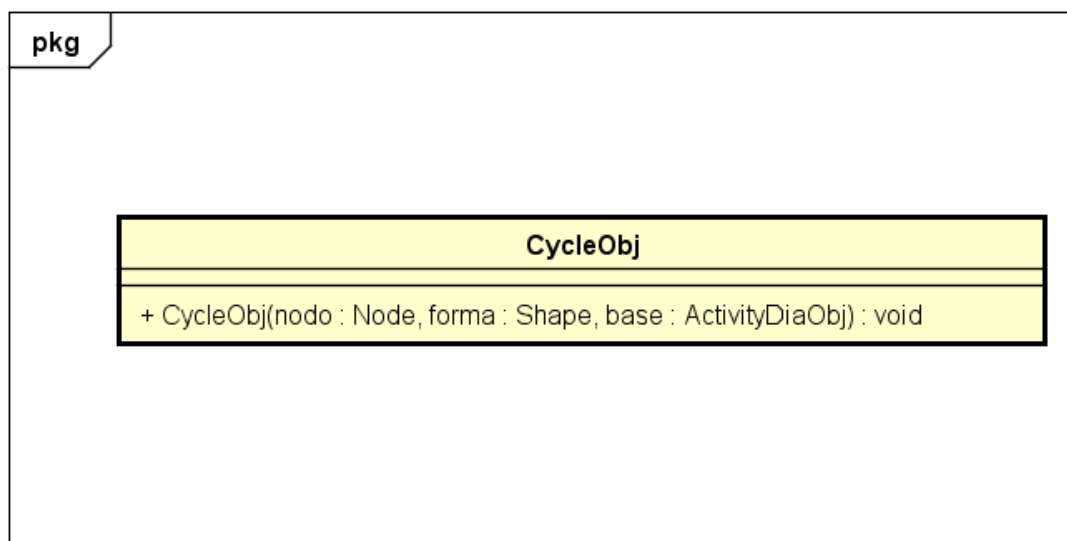 pkg
CycleObj
+ CycleObj(nodo : Node, forma : Shape, base : ActivityDiaObj) : void